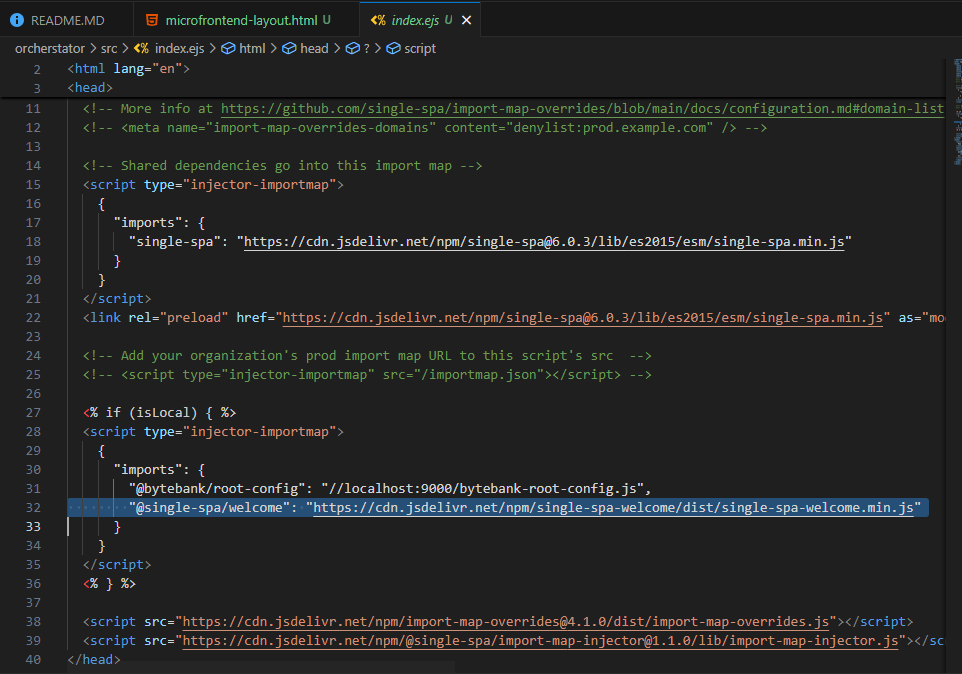 README.MD microfrontend-layout.html U index.ejs U
orcherstator > src > index.ejs > html > head > ? > script
2 <html lang="en">
3 <head>
11 <!-- More info at https://github.com/single-spa/import-map-overrides/blob/main/docs/configuration.md#domain-list
12 <!-- <meta name="import-map-overrides-domains" content="denylist:prod.example.com" /> -->
13
14 <!-- Shared dependencies go into this import map -->
15 <script type="injector-importmap">
16 {
17 "imports": {
18 "single-spa": "https://cdn.jsdelivr.net/npm/single-spa@6.0.3/lib/es2015/esm/single-spa.min.js"
19 }
20 }
21 </script>
22 <link rel="preload" href="https://cdn.jsdelivr.net/npm/single-spa@6.0.3/lib/es2015/esm/single-spa.min.js" as="mo
23
24 <!-- Add your organization's prod import map URL to this script's src  -->
25 <!-- <script type="injector-importmap" src="/importmap.json"></script> -->
26
27 <% if (isLocal) { %>
28 <script type="injector-importmap">
29 {
30 "imports": {
31 "@bytebank/root-config": "//localhost:9000/bytebank-root-config.js",
32 "@single-spa/welcome": "https://cdn.jsdelivr.net/npm/single-spa-welcome/dist/single-spa-welcome.min.js"
33 }
34 }
35 </script>
36 <% } %>
37
38 <script src="https://cdn.jsdelivr.net/npm/import-map-overrides@4.1.0/dist/import-map-overrides.js"></script>
39 <script src="https://cdn.jsdelivr.net/npm/@single-spa/import-map-injector@1.1.0/lib/import-map-injector.js"></sc
40 </head>